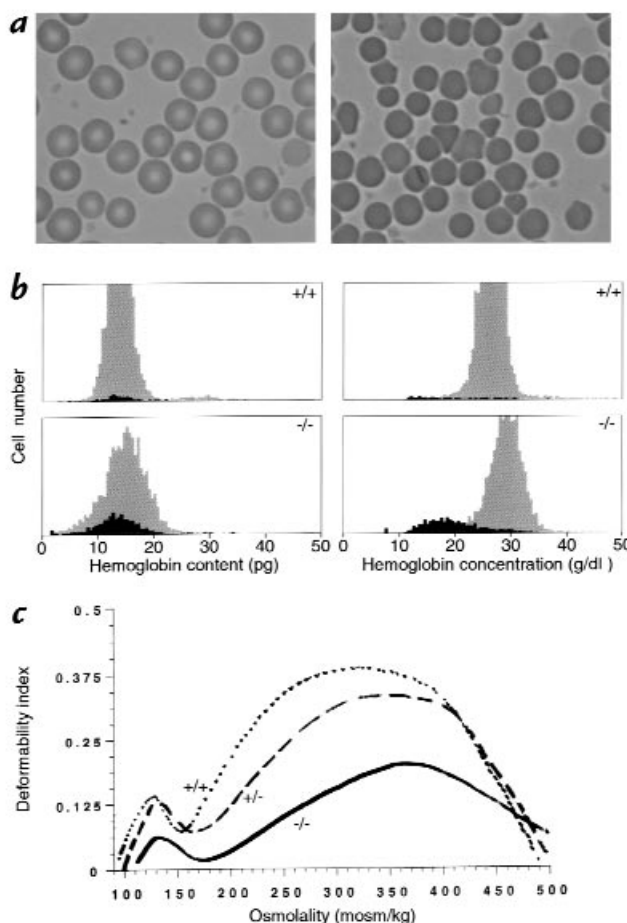 a
b
+/+ +/+
-/- -/-
Cell number
0 10 20 30 40 50 0 10 20 30 40 50
Hemoglobin content (pg) Hemoglobin concentration (g/dl )
c
0.5
0.375
0.25
0.125
0
Deformability index
+/+
+/-
-/-
100 150 200 250 300 350 400 450 500
Osmolality (mosm/kg)